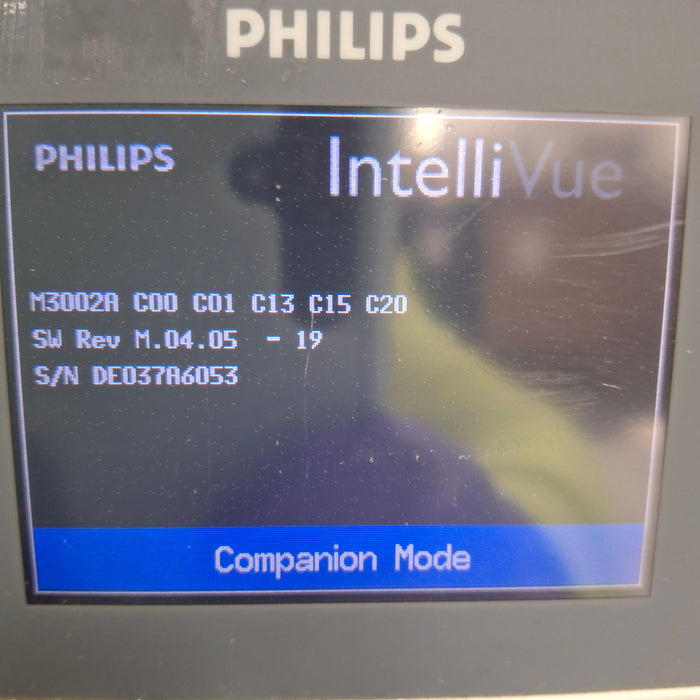 PHILIPS
PHILIPS IntelliVue
M3002A C00 C01 C13 C15 C20
SW Rev M.04.05 - 19
S/N DE037A6053
Companion Mode